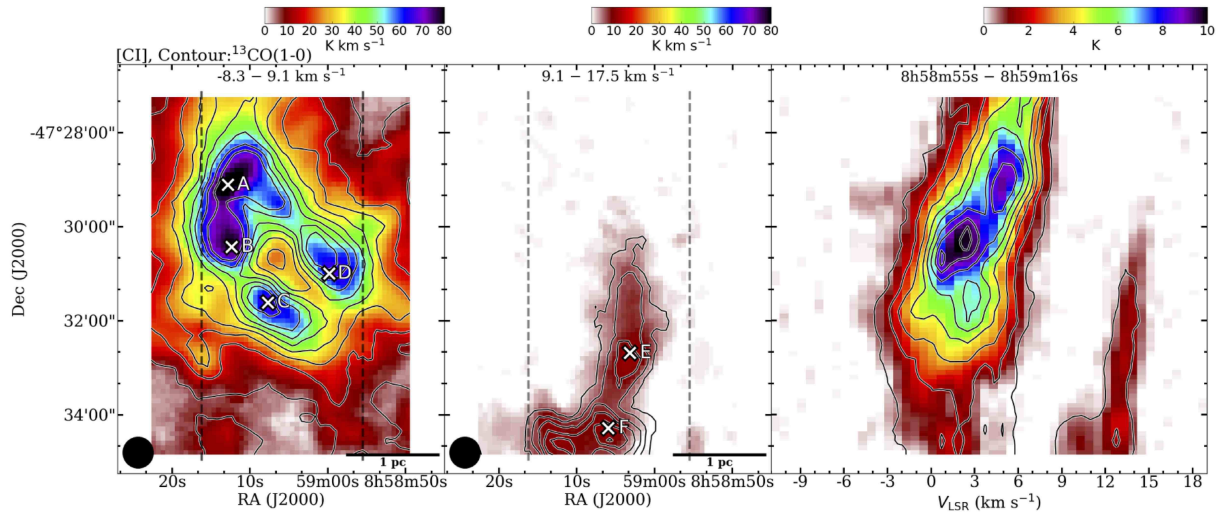 0 10 20 30 40 50 60 70 80
K km s⁻¹
0 10 20 30 40 50 60 70 80
K km s⁻¹
0 2 4 6 8 10
K
[CI], Contour:¹³CO(1-0)
-8.3 − 9.1 km s⁻¹
9.1 − 17.5 km s⁻¹
8h58m55s − 8h59m16s
-47°28'00"
30'00"
32'00"
34'00"
Dec (J2000)
A
B
C
D
E
F
1 pc
1 pc
20s 10s 59m00s 8h58m50s
20s 10s 59m00s 8h58m50s
-9 -6 -3 0 3 6 9 12 15 18
RA (J2000)
RA (J2000)
V_LSR (km s⁻¹)